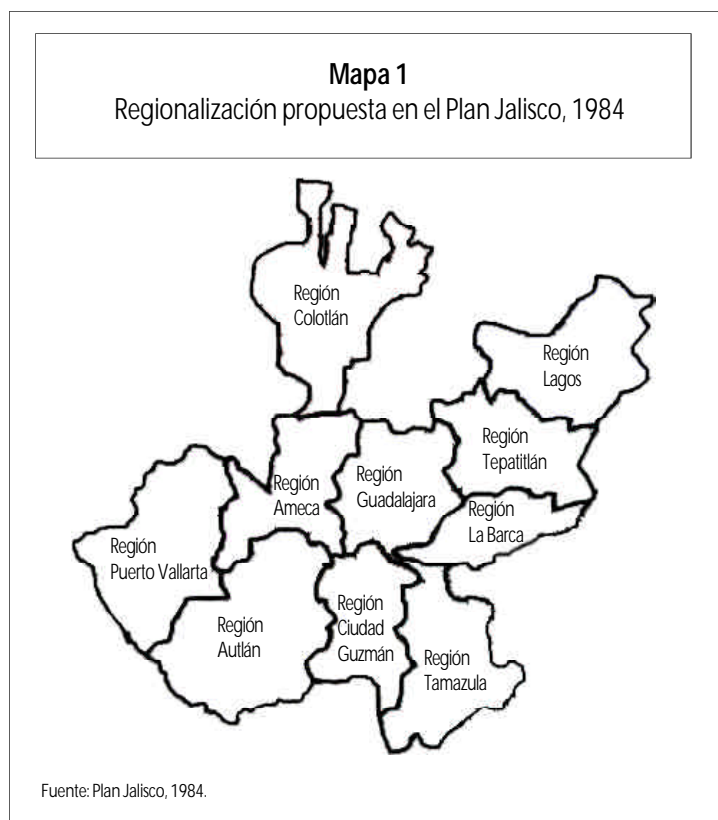 Mapa 1
Regionalización propuesta en el Plan Jalisco, 1984
Región
Colotlán
Región
Lagos
Región
Tepatitlán
Región
Ameca
Región
Guadalajara
Región
La Barca
Región
Puerto Vallarta
Región
Autlán
Región
Ciudad
Guzmán
Región
Tamazula
Fuente: Plan Jalisco, 1984.